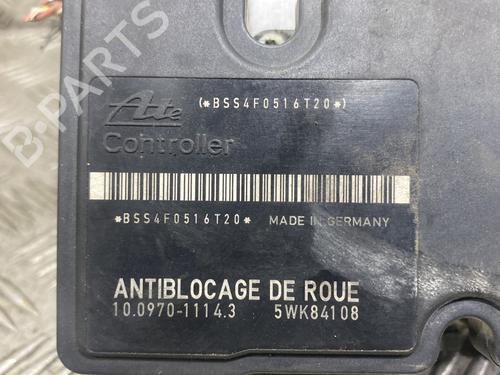 (*BSS4F0516T20*)
Ate
Controller
*BSS4F0516T20* MADE IN GERMANY
ANTIBLOCAGE DE ROUE
10.0970-1114.3 5WK84108
B-PARTS